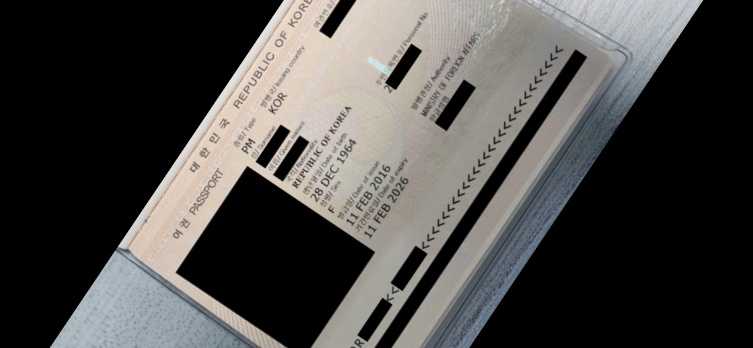 대한민국 REPUBLIC OF KOREA
여권 PASSPORT
종류/Type 발행국/Issuing country 여권번호/
PM KOR
성/Surname
이름/Given names
국적/Nationality
REPUBLIC OF KOREA
생년월일/Date of birth 주민등록번호/Personal No.
28 DEC 1964 2
성별/Sex 발행관청/Authority
F MINISTRY OF FOREIGN AFFAIRS
발급일/Date of issue 한글성명
11 FEB 2016
기간만료일/Date of expiry
11 FEB 2026